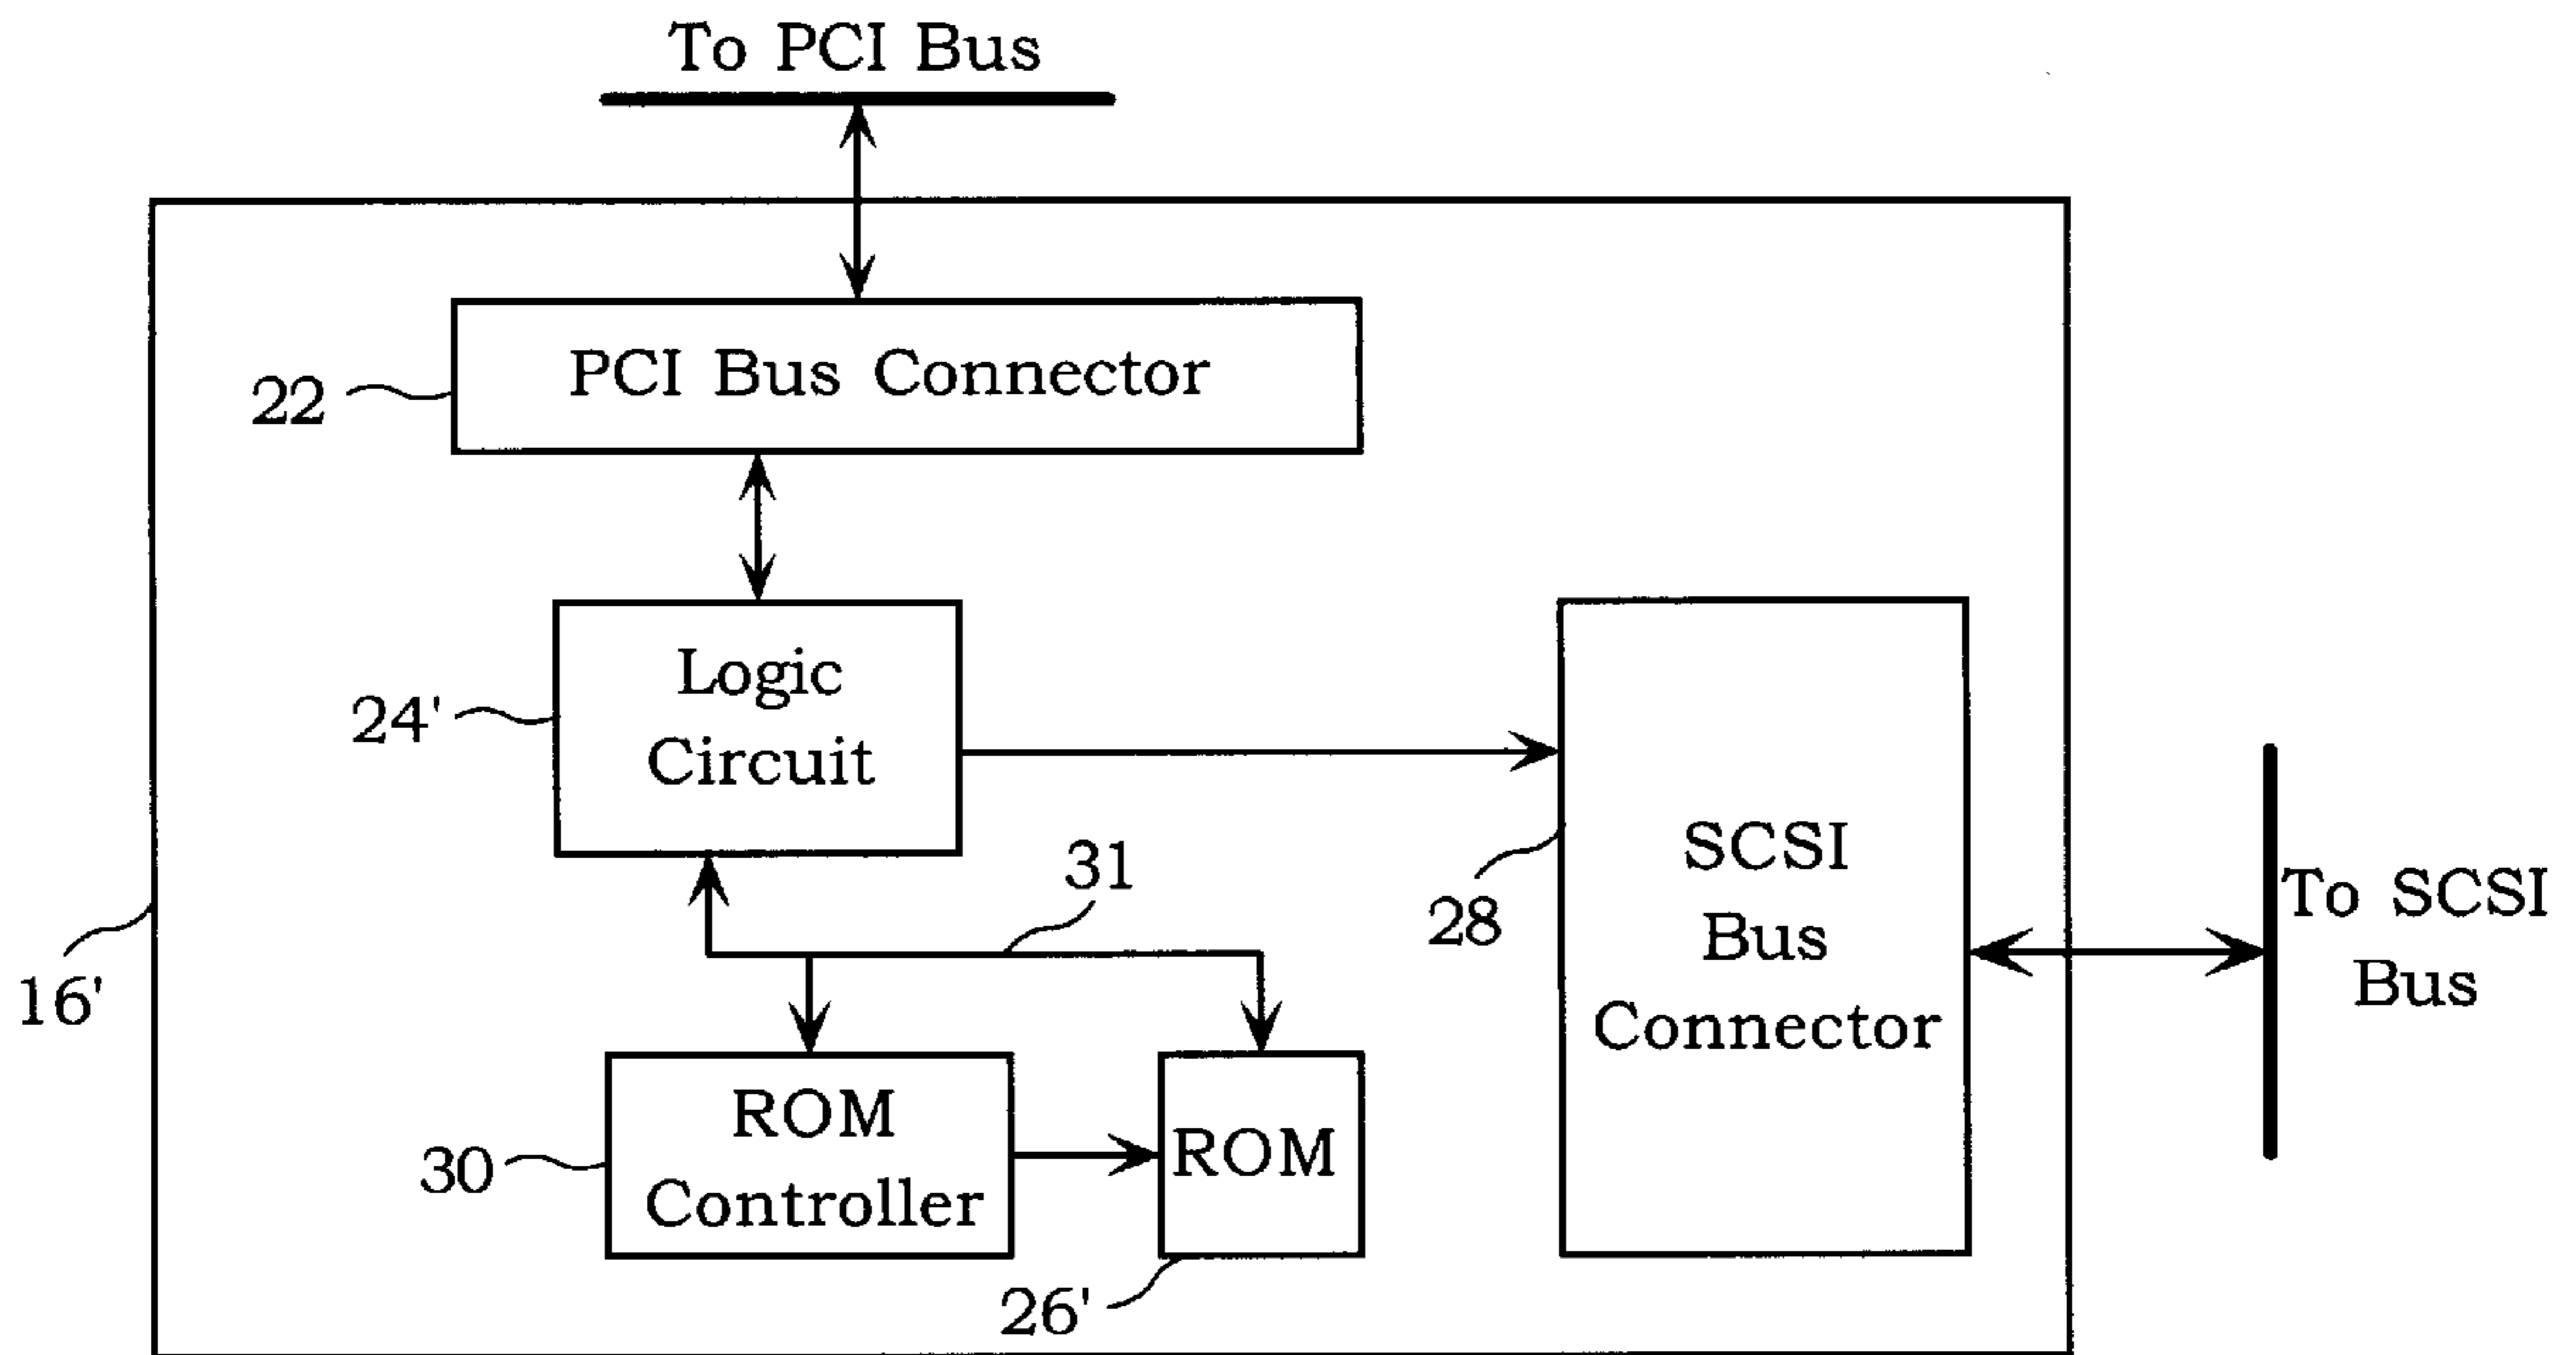 To PCI Bus
PCI Bus Connector
22
Logic
Circuit
24'
31
28
SCSI
Bus
Connector
To SCSI
Bus
16'
ROM
Controller
30
ROM
26'